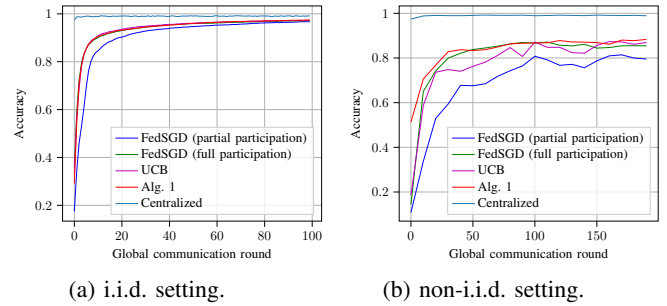 1
0.8
0.6
0.4
0.2
Accuracy
FedSGD (partial participation)
FedSGD (full participation)
UCB
Alg. 1
Centralized
0 20 40 60 80 100
Global communication round
(a) i.i.d. setting.
1
0.8
0.6
0.4
0.2
Accuracy
FedSGD (partial participation)
FedSGD (full participation)
UCB
Alg. 1
Centralized
0 50 100 150
Global communication round
(b) non-i.i.d. setting.